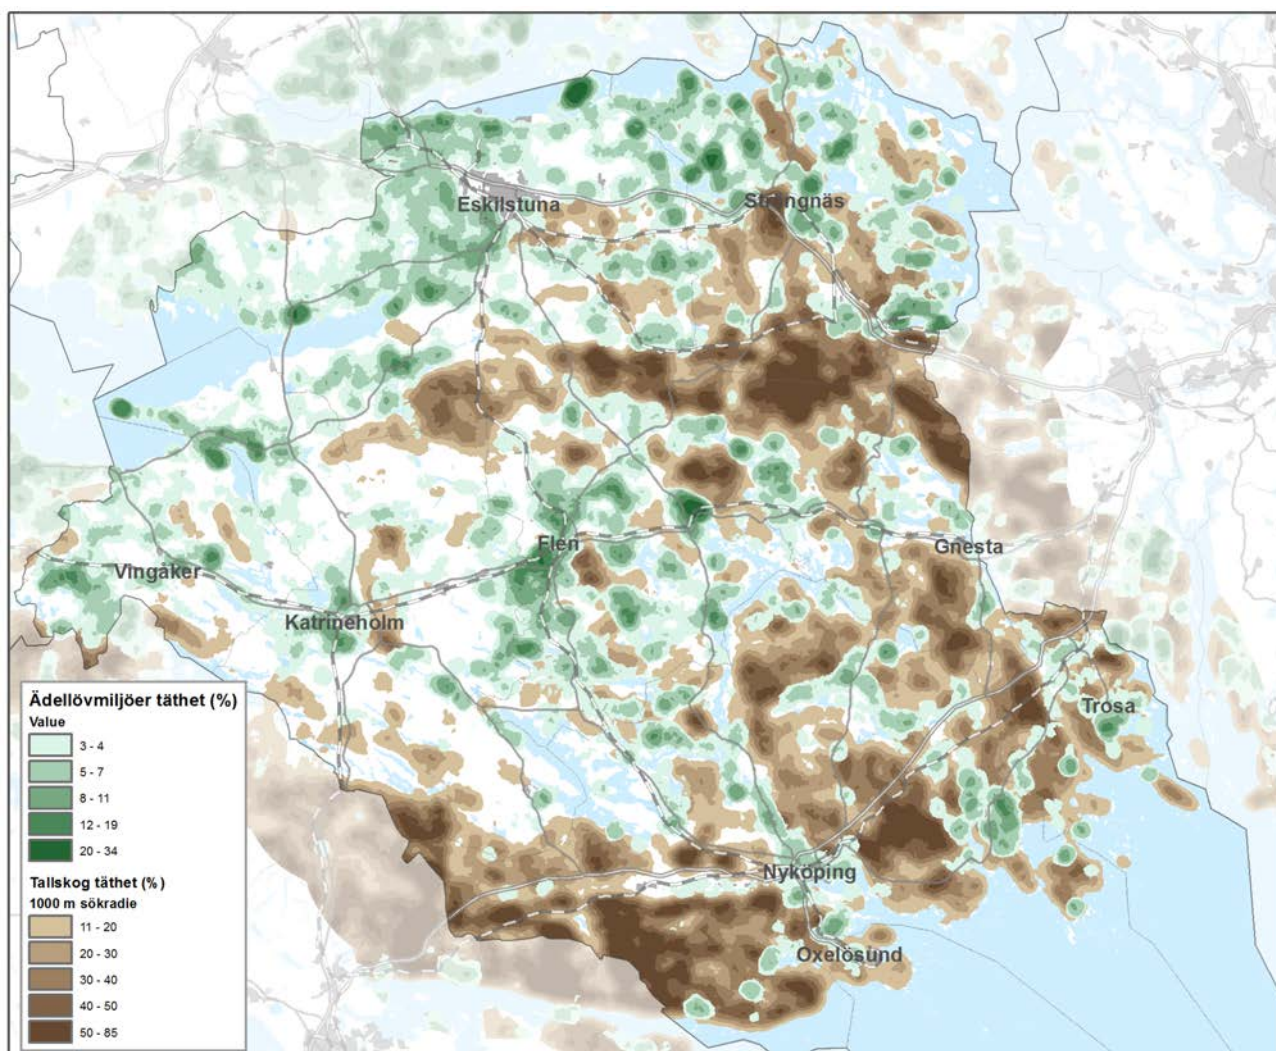 Eskilstuna
Strängnäs
Flen
Gnesta
Vingåker
Katrineholm
Trosa
Nyköping
Oxelösund
Ädellövmiljöer täthet (%)
Value
3 - 4
5 - 7
8 - 11
12 - 19
20 - 34
Tallskog täthet (%)
1000 m sökradie
11 - 20
20 - 30
30 - 40
40 - 50
50 - 85